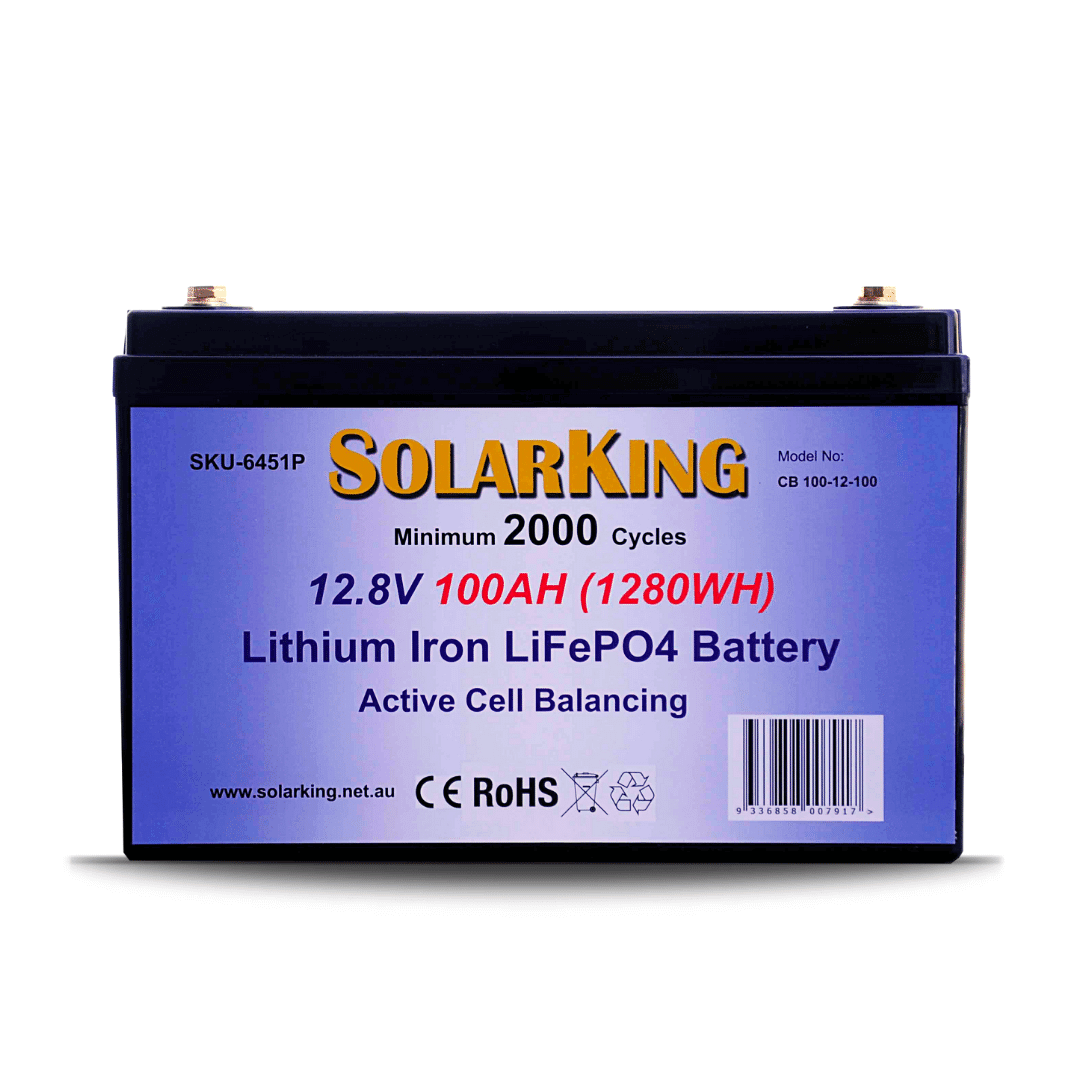 SKU-6451P
SOLARKING
Model No:
CB 100-12-100
Minimum 2000 Cycles
12.8V 100AH (1280WH)
Lithium Iron LiFePO4 Battery
Active Cell Balancing
www.solarking.net.au
CE RoHS
9 336858 007917 >